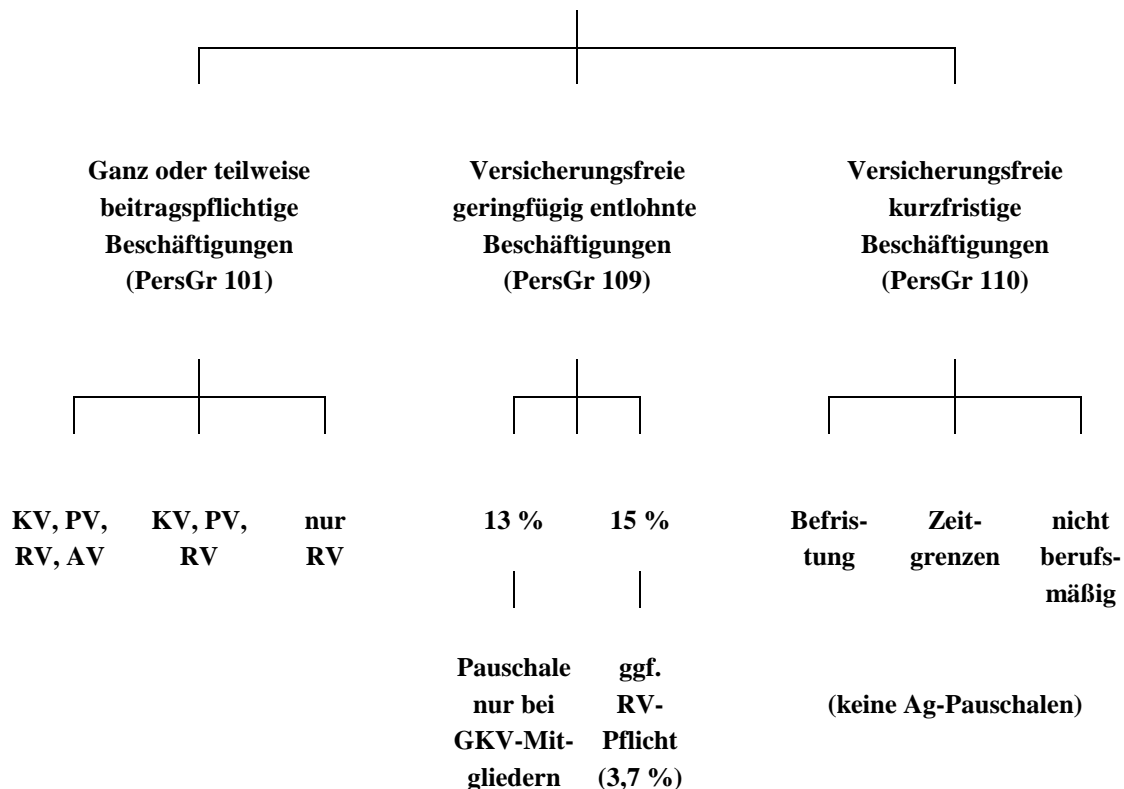 Ganz oder teilweise
beitragspflichtige
Beschäftigungen
(PersGr 101)
Versicherungsfreie
geringfügig entlohnte
Beschäftigungen
(PersGr 109)
Versicherungsfreie
kurzfristige
Beschäftigungen
(PersGr 110)
KV, PV,
RV, AV
KV, PV,
RV
nur
RV
13 %
15 %
Befris-
tung
Zeit-
grenzen
nicht
berufs-
mäßig
Pauschale
nur bei
GKV-Mit-
gliedern
ggf.
RV-
Pflicht
(3,7 %)
(keine Ag-Pauschalen)